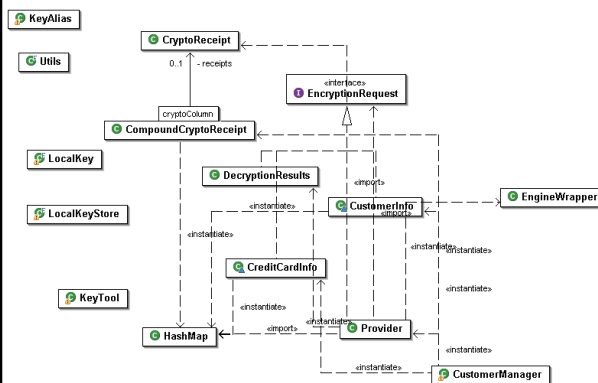 KeyAlias
CryptoReceipt
Utils
0..1 - receipts
«interface»
EncryptionRequest
cryptoColumn
CompoundCryptoReceipt
LocalKey
DecryptionResults
«import»
EngineWrapper
CustomerInfo
«instantiate»
«import»
LocalKeyStore
«instantiate»
«instantiate»
«instantiate»
CreditCardInfo
«instantiate»
KeyTool
«instantiate»
«instantiate»
Provider
«import»
HashMap
«instantiate»
«instantiate»
CustomerManager